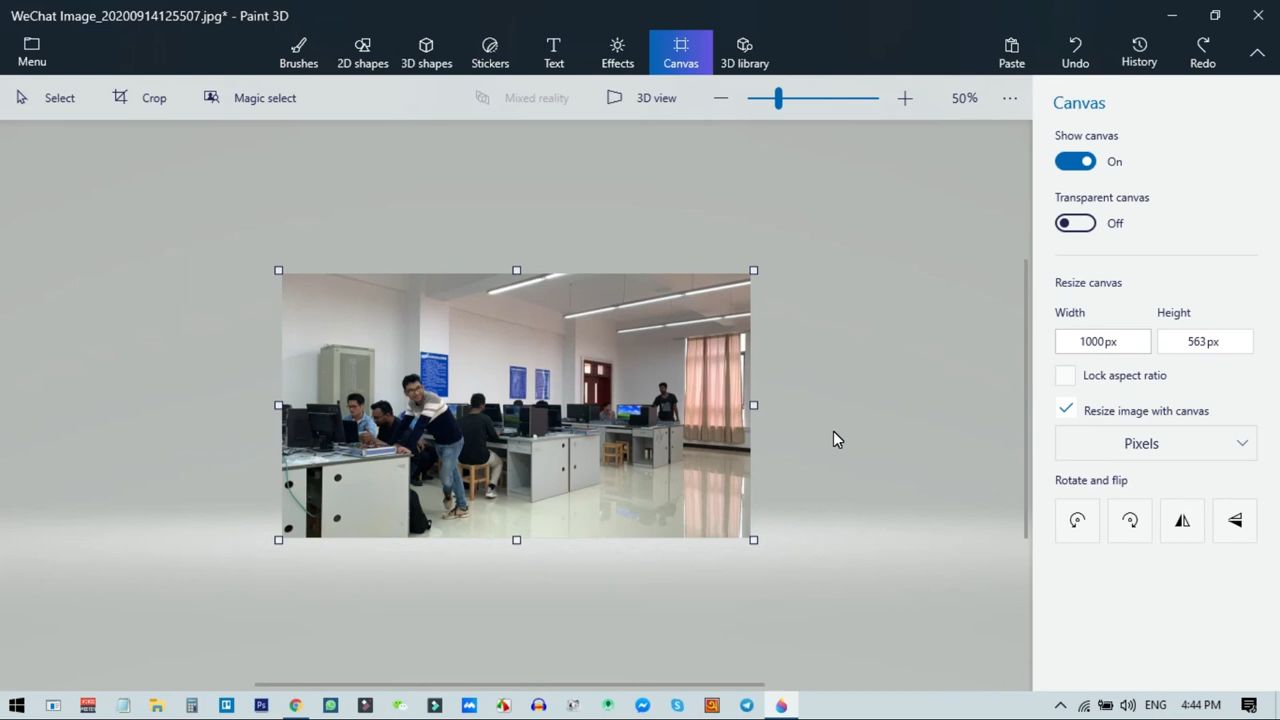 WeChat Image_20200914125507.jpg* - Paint 3D
Menu
Brushes
2D shapes
3D shapes
Stickers
Text
Effects
Canvas
3D library
Paste
Undo
History
Redo
Select
Crop
Magic select
Mixed reality
3D view
50%
Canvas
Show canvas
On
Transparent canvas
Off
Resize canvas
Width Height
1000px 563px
Lock aspect ratio
Resize image with canvas
Pixels
Rotate and flip
ENG 4:44 PM